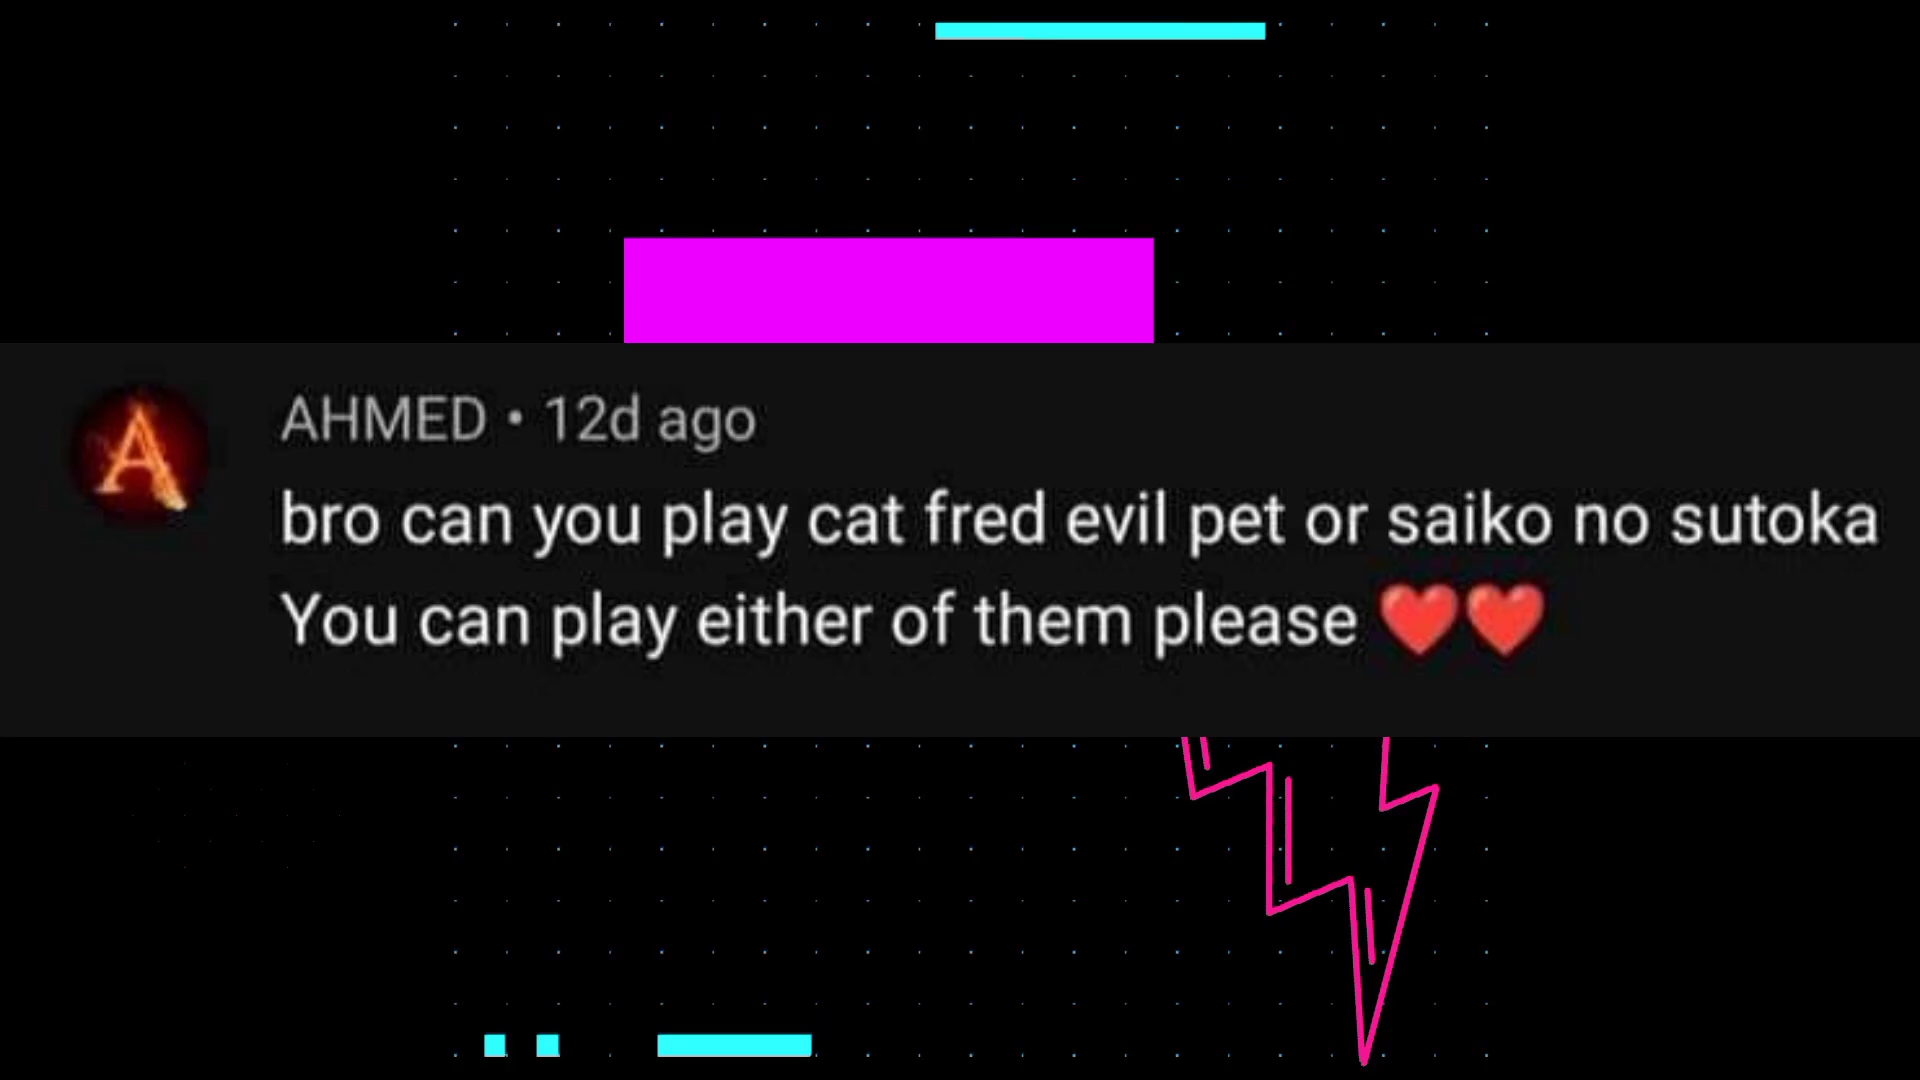 A
AHMED • 12d ago
bro can you play cat fred evil pet or saiko no sutoka
You can play either of them please ❤️❤️